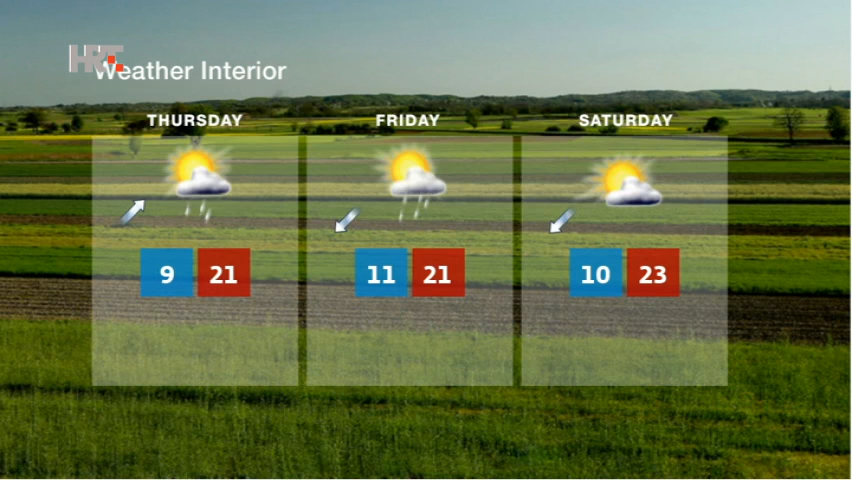 HRT
Weather Interior
THURSDAY FRIDAY SATURDAY
9 21 11 21 10 23